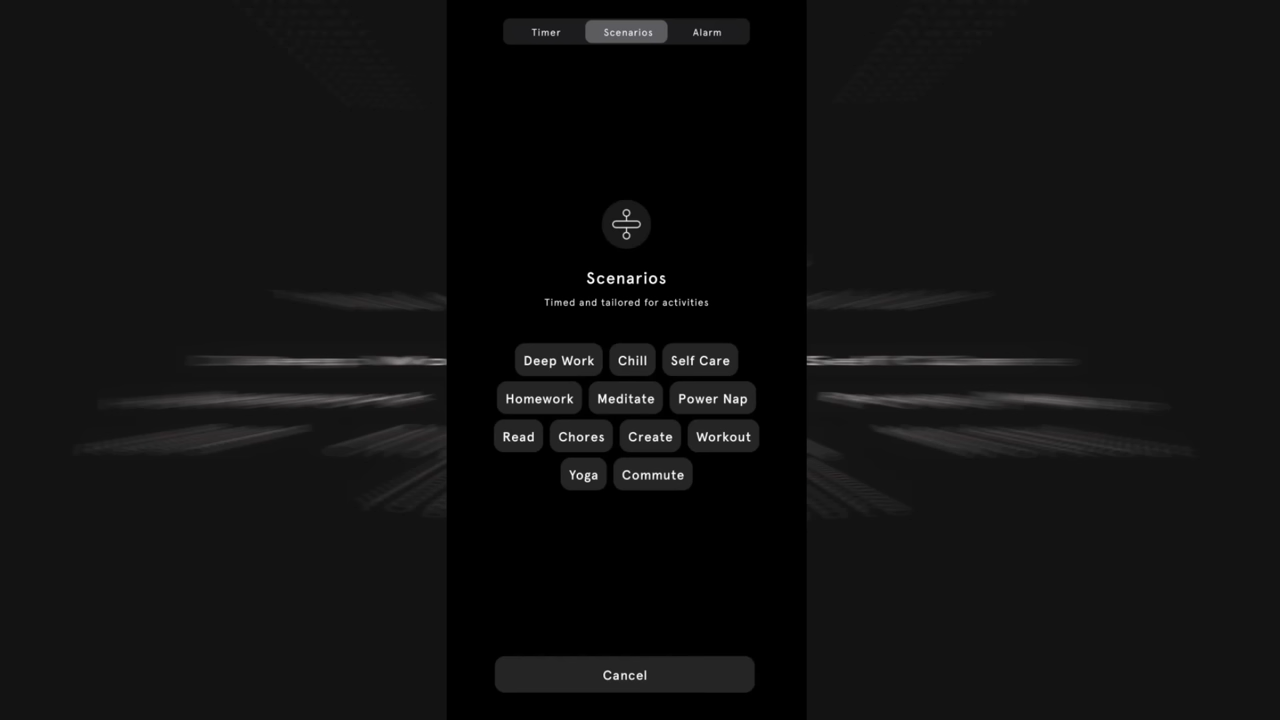 Timer Scenarios Alarm
Scenarios
Timed and tailored for activities
Deep Work Chill Self Care
Homework Meditate Power Nap
Read Chores Create Workout
Yoga Commute
Cancel